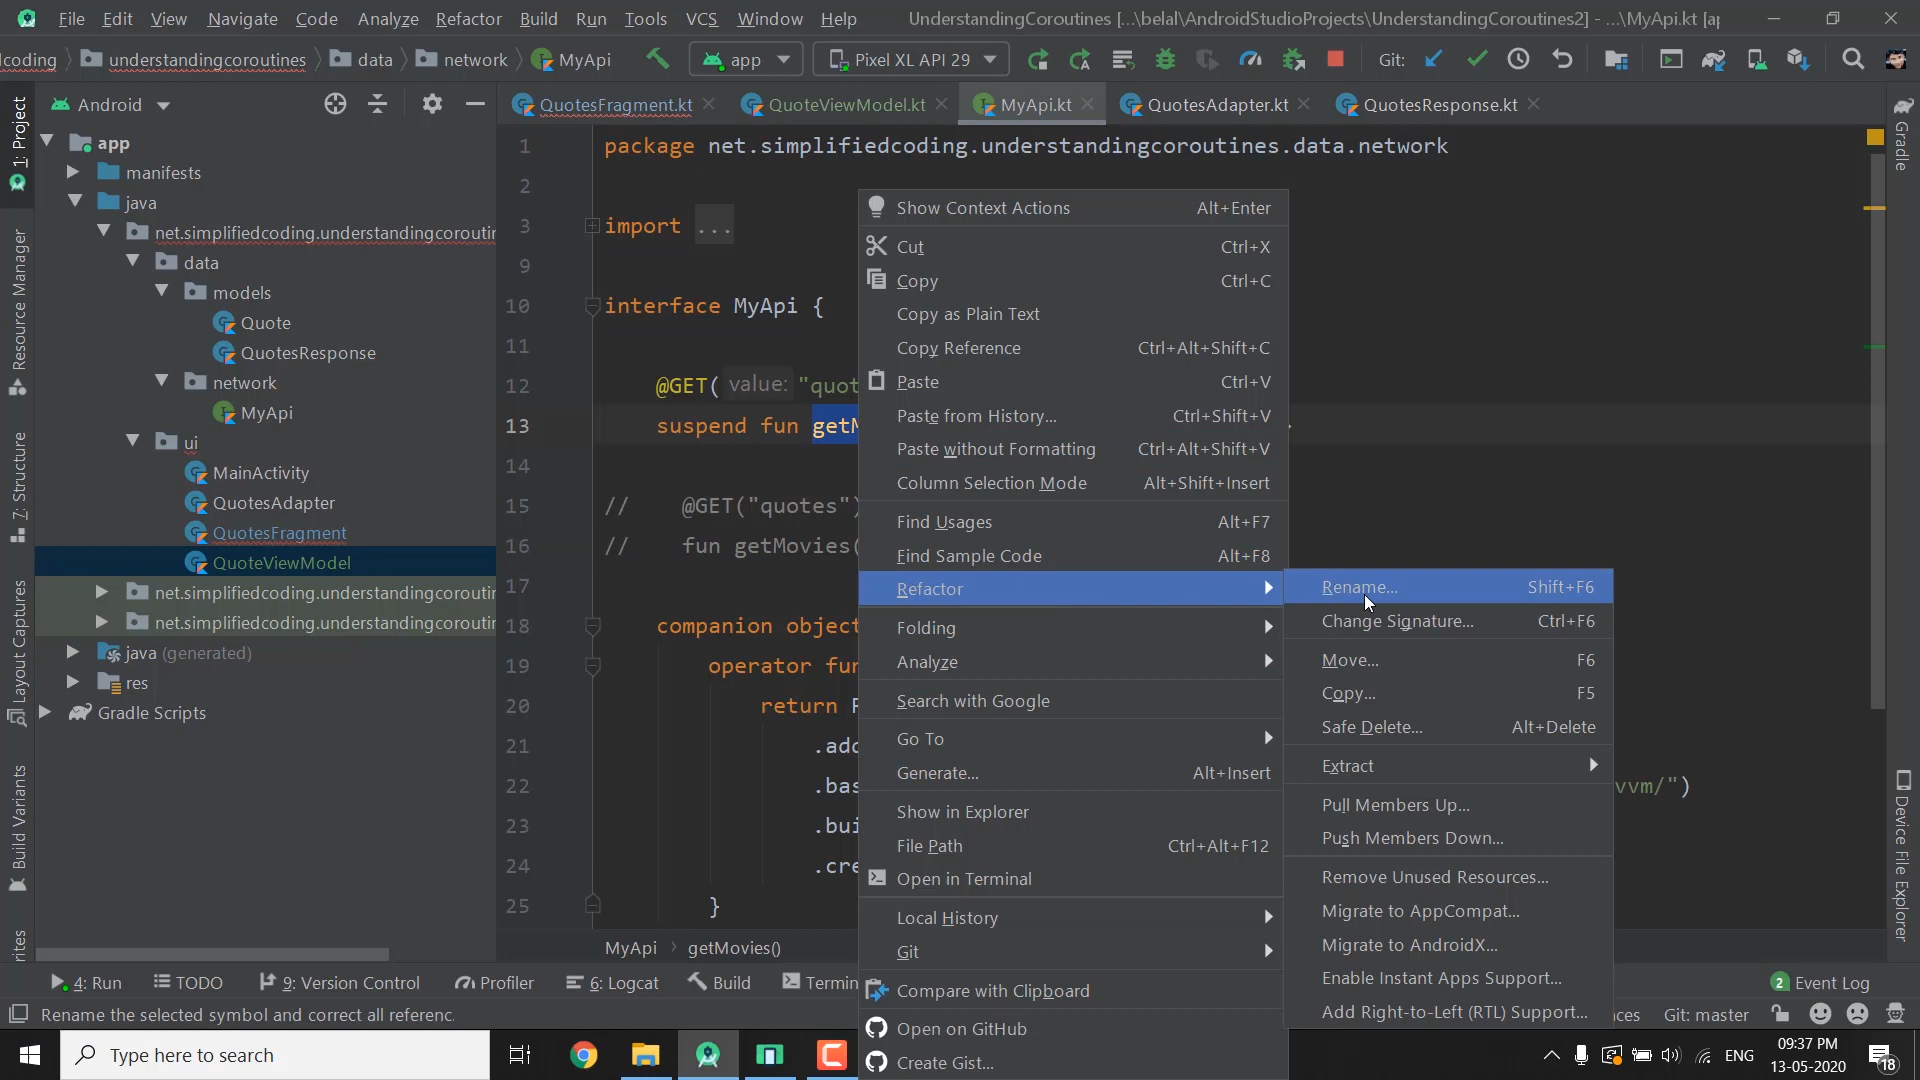 File Edit View Navigate Code Analyze Refactor Build Run Tools VCS Window Help UnderstandingCoroutines [...\belal\AndroidStudioProjects\UnderstandingCoroutines2] - ...\MyApi.kt [ap
dcoding understandingcoroutines data network MyApi app Pixel XL API 29 Git:
Android QuotesFragment.kt QuoteViewModel.kt MyApi.kt QuotesAdapter.kt QuotesResponse.kt
1: Project
Resource Manager
Z: Structure
Layout Captures
Build Variants
rites
app
manifests
java
net.simplifiedcoding.understandingcoroutin
data
models
Quote
QuotesResponse
network
MyApi
ui
MainActivity
QuotesAdapter
QuotesFragment
QuoteViewModel
net.simplifiedcoding.understandingcoroutin
net.simplifiedcoding.understandingcoroutin
java (generated)
res
Gradle Scripts
1 package net.simplifiedcoding.understandingcoroutines.data.network
2
3 import ...
9
10 interface MyApi {
11
12 @GET( value: "quot
13 suspend fun getM
14
15 // @GET("quotes")
16 // fun getMovies(
17
18 companion object
19 operator fun
20 return R
21 .add
22 .bas vvm/")
23 .bui
24 .cre
25 }
MyApi > getMovies()
Show Context Actions Alt+Enter
Cut Ctrl+X
Copy Ctrl+C
Copy as Plain Text
Copy Reference Ctrl+Alt+Shift+C
Paste Ctrl+V
Paste from History... Ctrl+Shift+V
Paste without Formatting Ctrl+Alt+Shift+V
Column Selection Mode Alt+Shift+Insert
Find Usages Alt+F7
Find Sample Code Alt+F8
Refactor
Folding
Analyze
Search with Google
Go To
Generate... Alt+Insert
Show in Explorer
File Path Ctrl+Alt+F12
Open in Terminal
Local History
Git
Compare with Clipboard
Open on GitHub
Create Gist...
Rename... Shift+F6
Change Signature... Ctrl+F6
Move... F6
Copy... F5
Safe Delete... Alt+Delete
Extract
Pull Members Up...
Push Members Down...
Remove Unused Resources...
Migrate to AppCompat...
Migrate to AndroidX...
Enable Instant Apps Support...
Add Right-to-Left (RTL) Support...
Gradle
Device File Explorer
4: Run TODO 9: Version Control Profiler 6: Logcat Build Termin 2 Event Log
Rename the selected symbol and correct all referenc. ces Git: master
Type here to search ENG 09:37 PM
13-05-2020 18